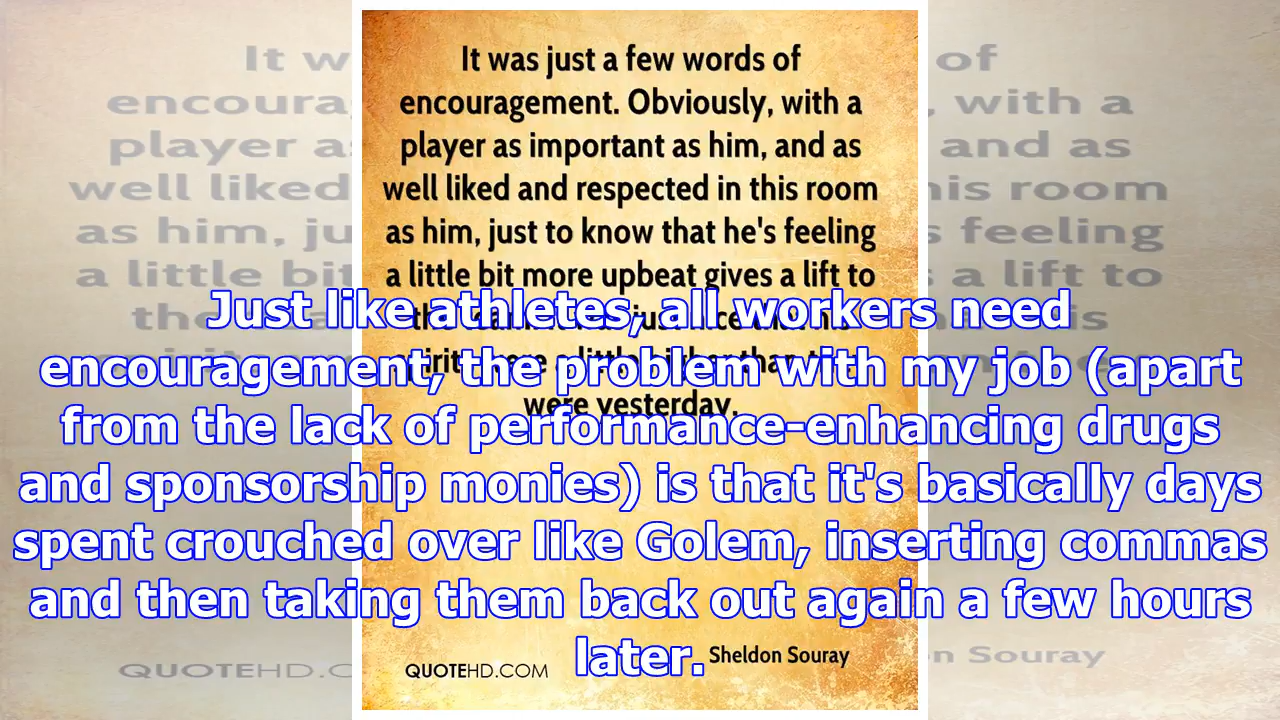 It was just a few words of
encouragement. Obviously, with a
player as important as him, and as
well liked and respected in this room
as him, just to know that he's feeling
a little bit more upbeat gives a lift to
were yesterday.
Just like athletes, all workers need
encouragement, the problem with my job (apart
from the lack of performance-enhancing drugs
and sponsorship monies) is that it's basically days
spent crouched over like Golem, inserting commas
and then taking them back out again a few hours
later.
Sheldon Souray
QUOTEHD.COM